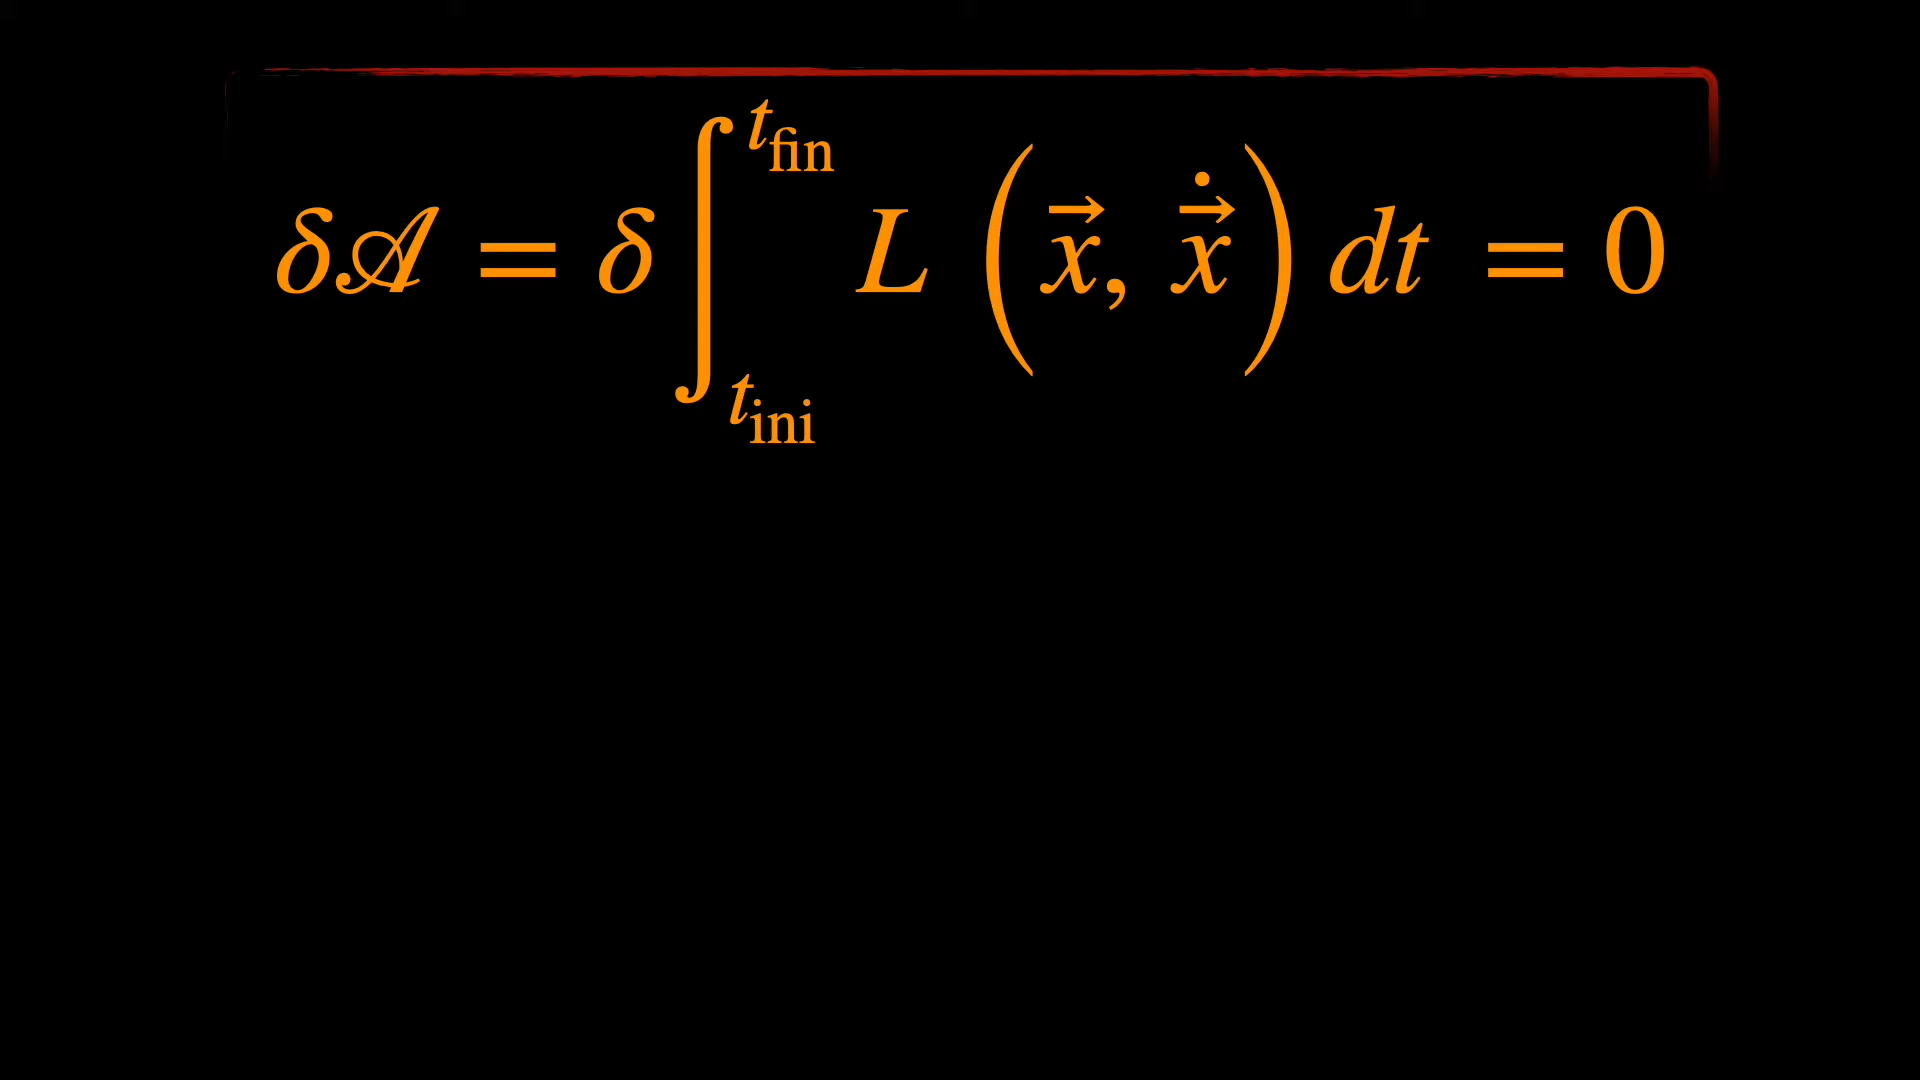 δ𝒜 = δ ∫_{t_ini}^{t_fin} L (x⃗, ẋ⃗) dt = 0